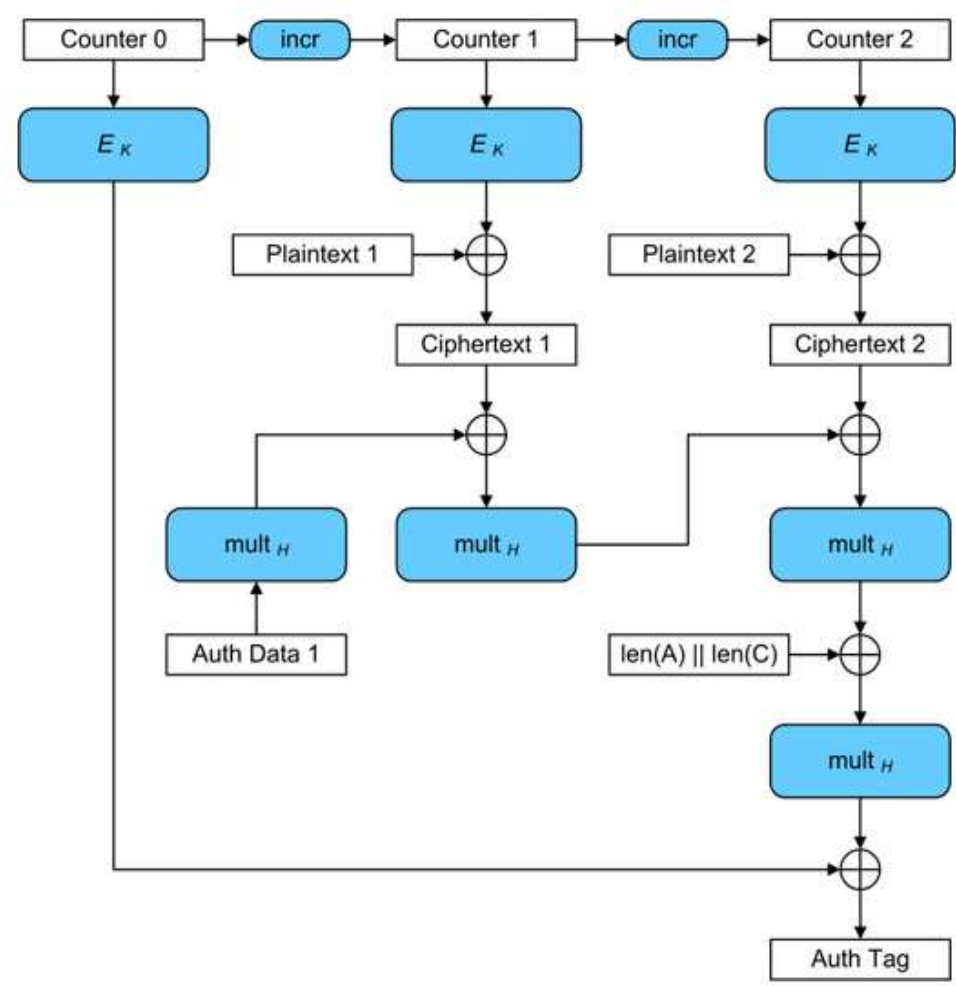 Counter 0
incr
Counter 1
incr
Counter 2
E K
E K
E K
Plaintext 1
Plaintext 2
Ciphertext 1
Ciphertext 2
mult H
mult H
mult H
Auth Data 1
len(A) || len(C)
mult H
Auth Tag